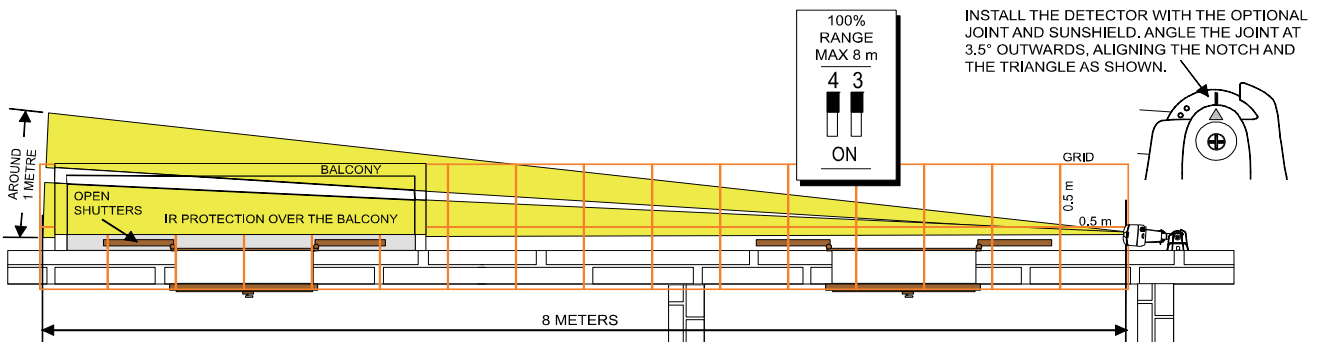 100%
RANGE
MAX 8 m
4 3
ON
INSTALL THE DETECTOR WITH THE OPTIONAL
JOINT AND SUNSHIELD. ANGLE THE JOINT AT
3.5° OUTWARDS, ALIGNING THE NOTCH AND
THE TRIANGLE AS SHOWN.
AROUND
1 METRE
BALCONY
GRID
OPEN
SHUTTERS
IR PROTECTION OVER THE BALCONY
0.5 m
0.5 m
8 METERS